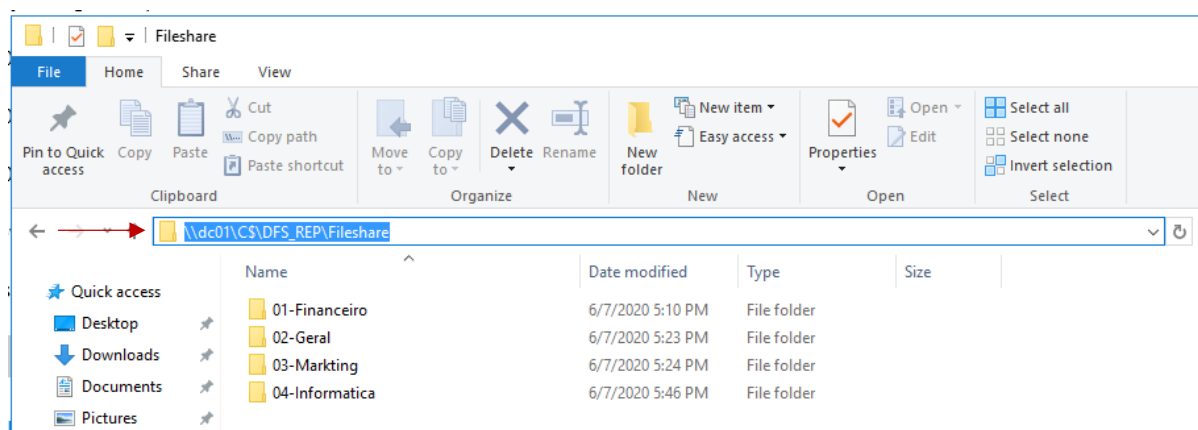 Fileshare
File Home Share View
Pin to Quick access
Copy
Paste
Cut
Copy path
Paste shortcut
Move to
Copy to
Delete
Rename
New folder
New item
Easy access
Properties
Open
Edit
Select all
Select none
Invert selection
Clipboard Organize New Open Select
\\dc01\C$\DFS_REP\Fileshare
Name Date modified Type Size
Quick access
Desktop
Downloads
Documents
Pictures
01-Financeiro 6/7/2020 5:10 PM File folder
02-Geral 6/7/2020 5:23 PM File folder
03-Markting 6/7/2020 5:24 PM File folder
04-Informatica 6/7/2020 5:46 PM File folder